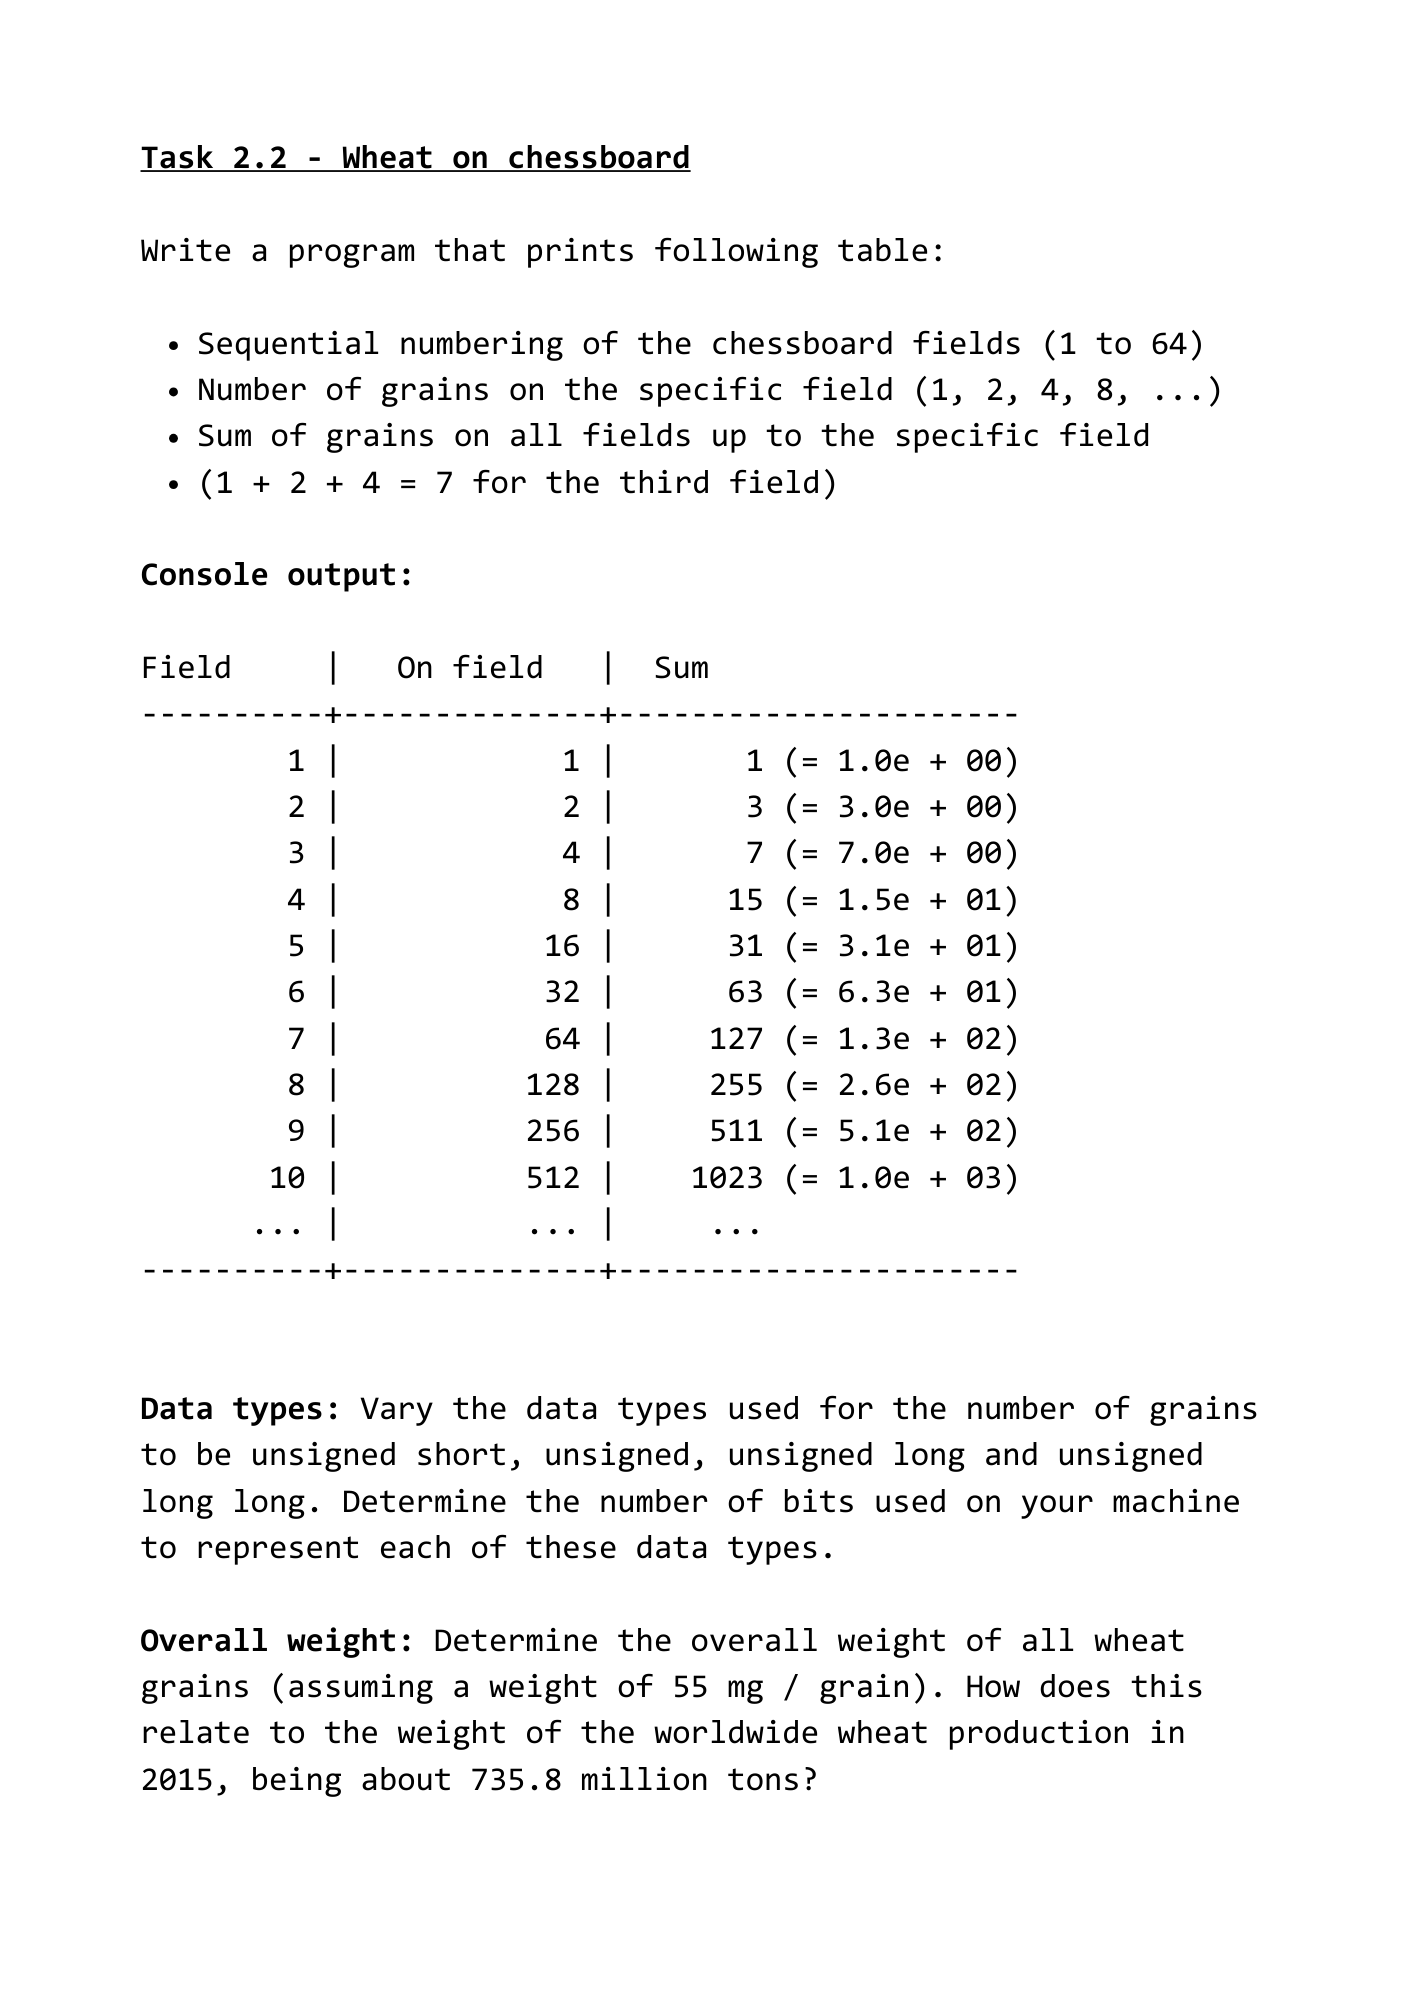 Task 2.2 - Wheat on chessboard
Write a program that prints following table:
• Sequential numbering of the chessboard fields (1 to 64)
• Number of grains on the specific field (1, 2, 4, 8, ...)
• Sum of grains on all fields up to the specific field
• (1 + 2 + 4 = 7 for the third field)
Console output:
Field     |   On field   |  Sum
----------+--------------+----------------------
        1 |            1 |       1 (= 1.0e + 00)
        2 |            2 |       3 (= 3.0e + 00)
        3 |            4 |       7 (= 7.0e + 00)
        4 |            8 |      15 (= 1.5e + 01)
        5 |           16 |      31 (= 3.1e + 01)
        6 |           32 |      63 (= 6.3e + 01)
        7 |           64 |     127 (= 1.3e + 02)
        8 |          128 |     255 (= 2.6e + 02)
        9 |          256 |     511 (= 5.1e + 02)
       10 |          512 |    1023 (= 1.0e + 03)
      ... |          ... |     ...
----------+--------------+----------------------
Data types: Vary the data types used for the number of grains
to be unsigned short, unsigned, unsigned long and unsigned
long long. Determine the number of bits used on your machine
to represent each of these data types.
Overall weight: Determine the overall weight of all wheat
grains (assuming a weight of 55 mg / grain). How does this
relate to the weight of the worldwide wheat production in
2015, being about 735.8 million tons?